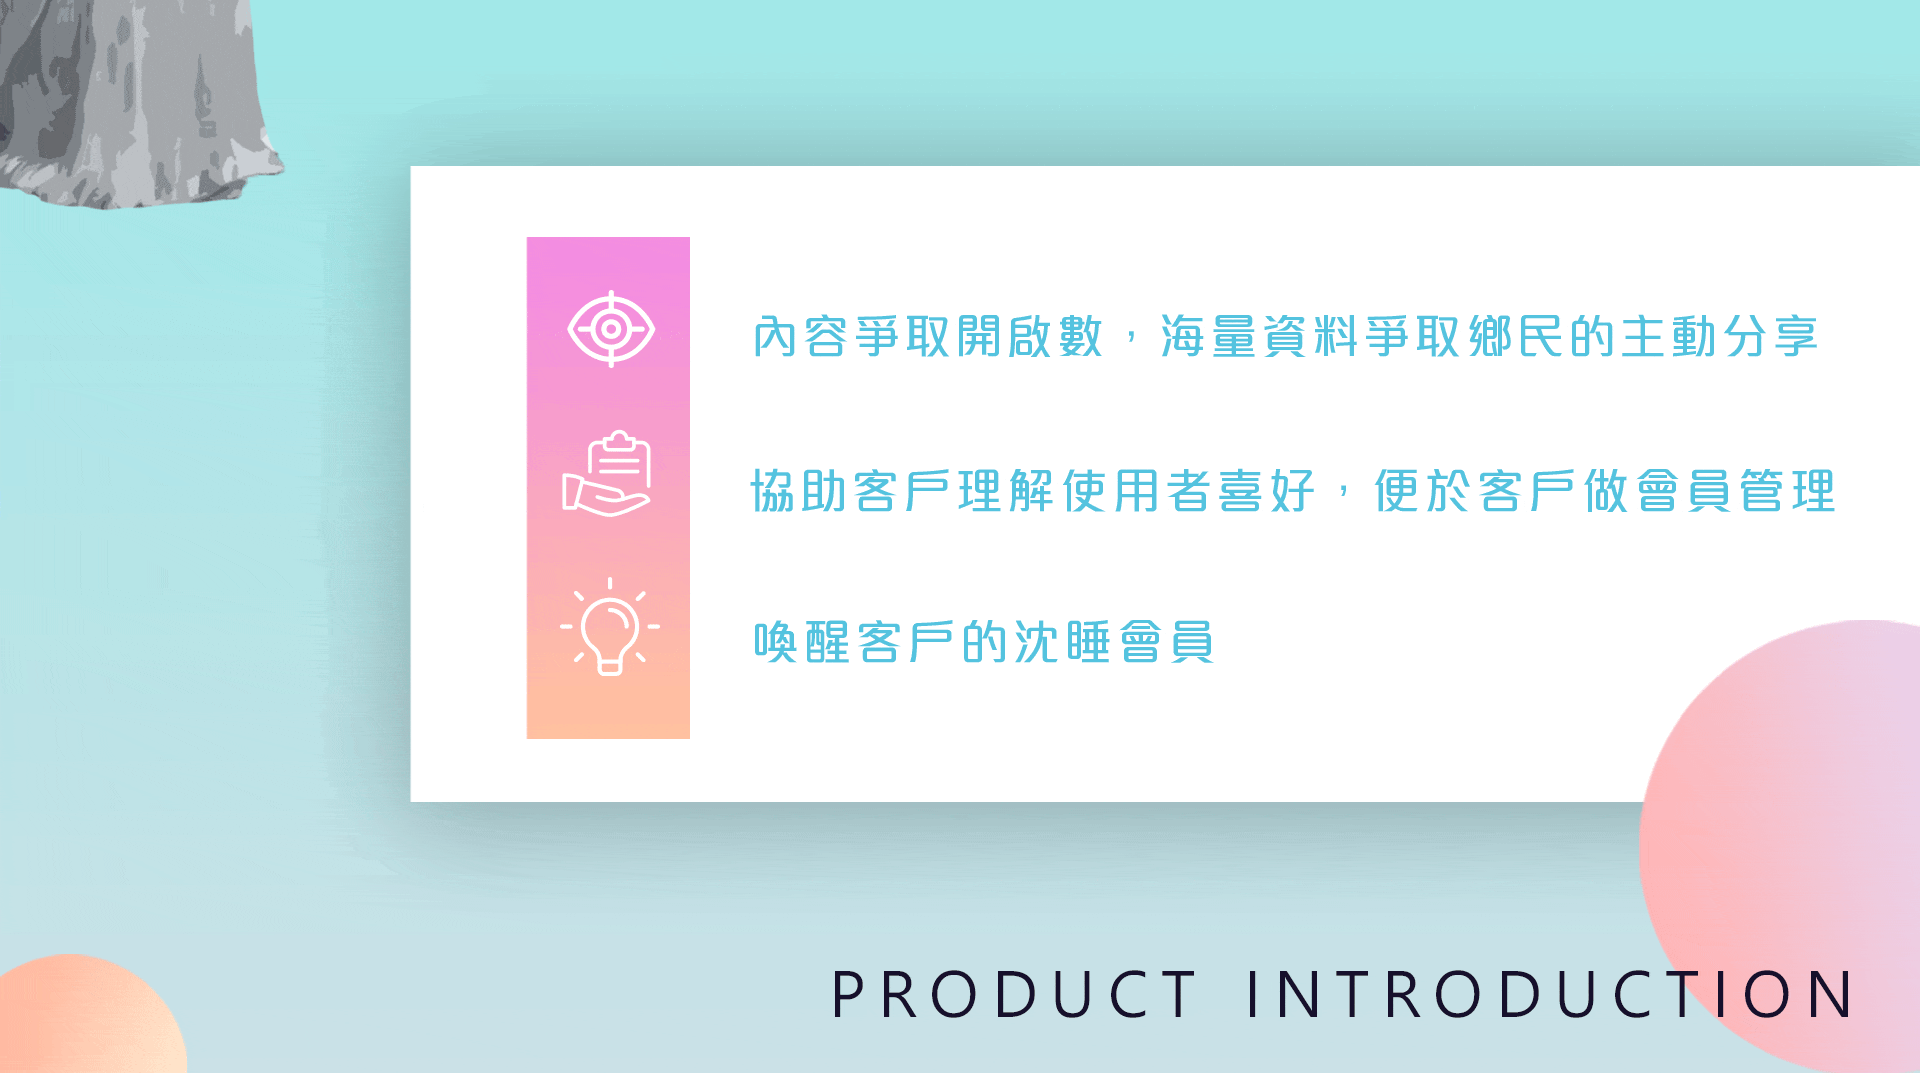 內容爭取開啟數，海量資料爭取鄉民的主動分享
協助客戶理解使用者喜好，便於客戶做會員管理
喚醒客戶的沈睡會員
PRODUCT INTRODUCTION